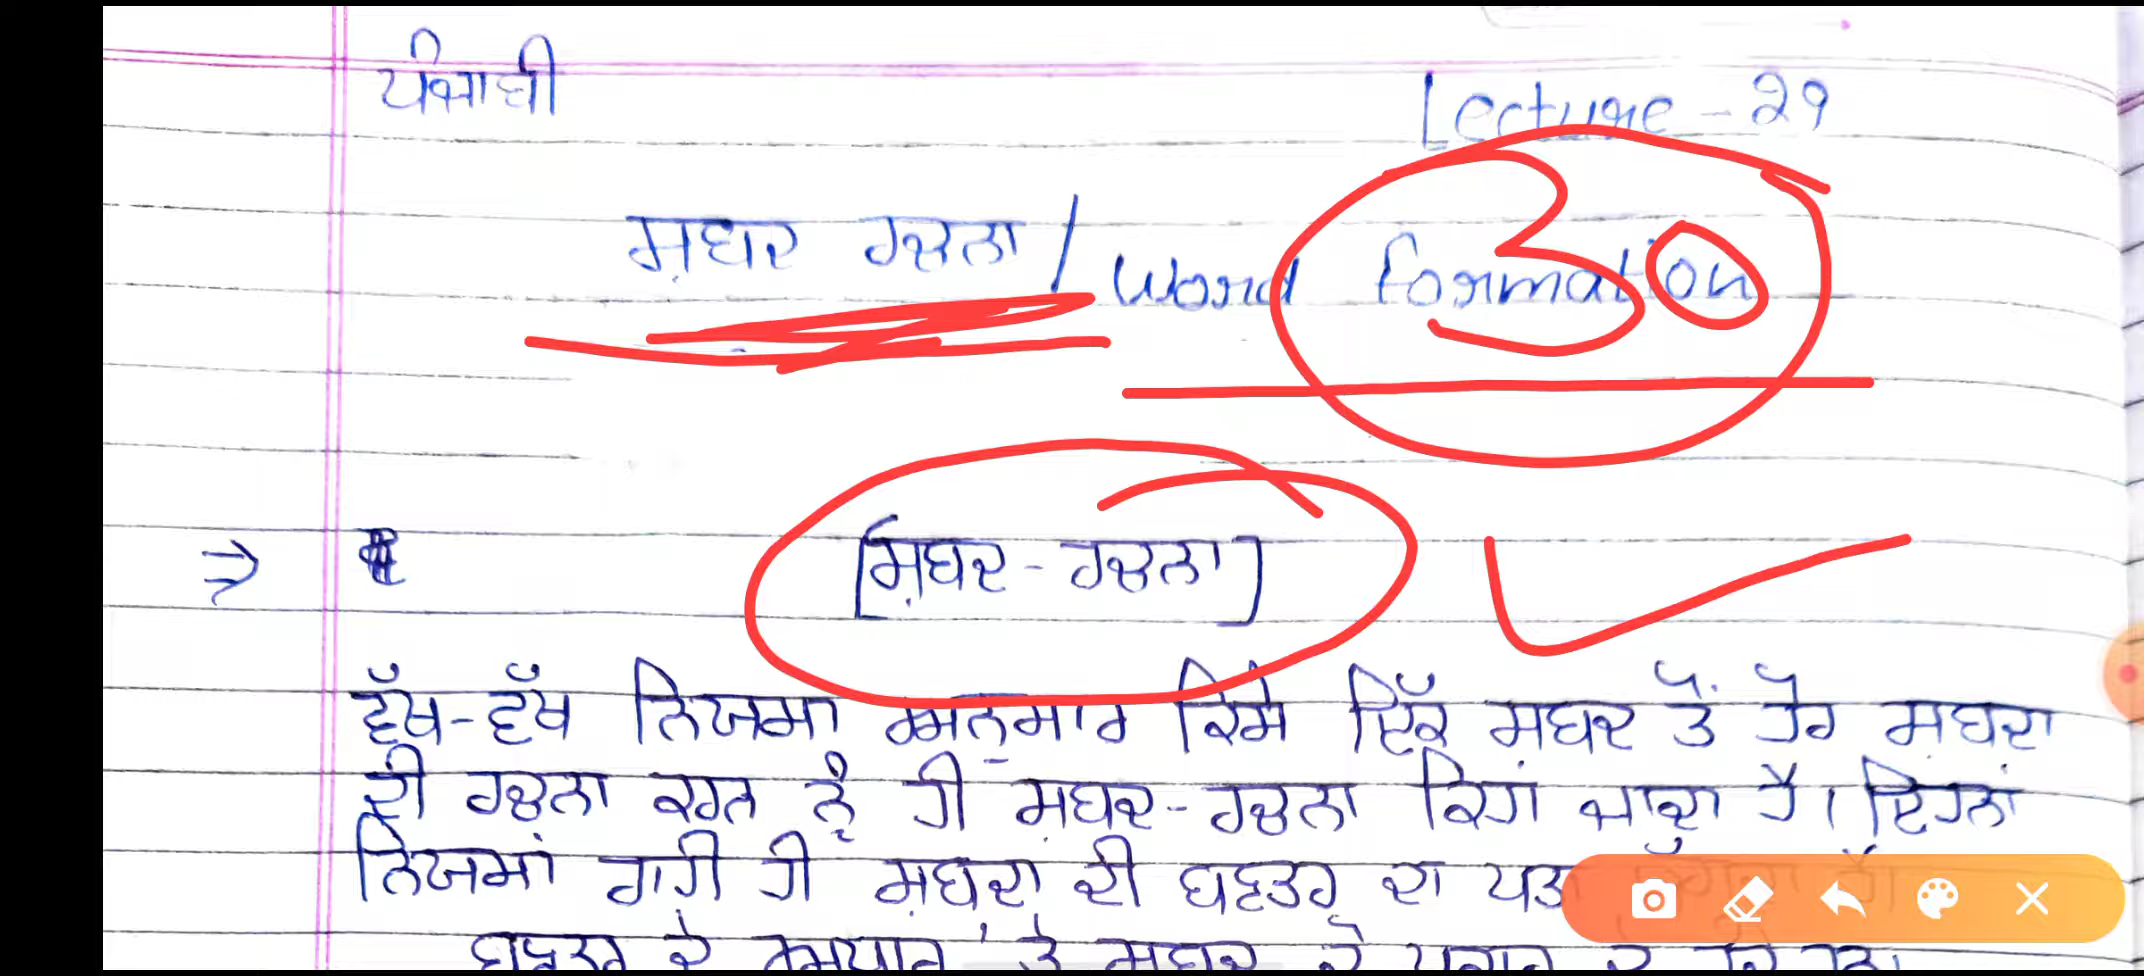 ਪੰਜਾਬੀ
Lecture - 29
ਸ਼ਬਦ ਰਚਨਾ / Word formation
30
[ਸ਼ਬਦ - ਰਚਨਾ]
ਵੱਖ-ਵੱਖ ਨਿਯਮਾਂ ਅਨੁਸਾਰ ਕਿਸੇ ਇੱਕ ਸ਼ਬਦ ਤੋਂ ਹੋਰ ਸ਼ਬਦਾ
ਦੀ ਰਚਨਾ ਕਰਨ ਨੂੰ ਹੀ ਸ਼ਬਦ-ਰਚਨਾ ਕਿਹਾ ਜਾਂਦਾ ਹੈ। ਇਹਨਾਂ
ਨਿਯਮਾਂ ਰਾਹੀ ਹੀ ਸ਼ਬਦਾਂ ਦੀ ਬਣਤਰ ਦਾ ਪਤਾ